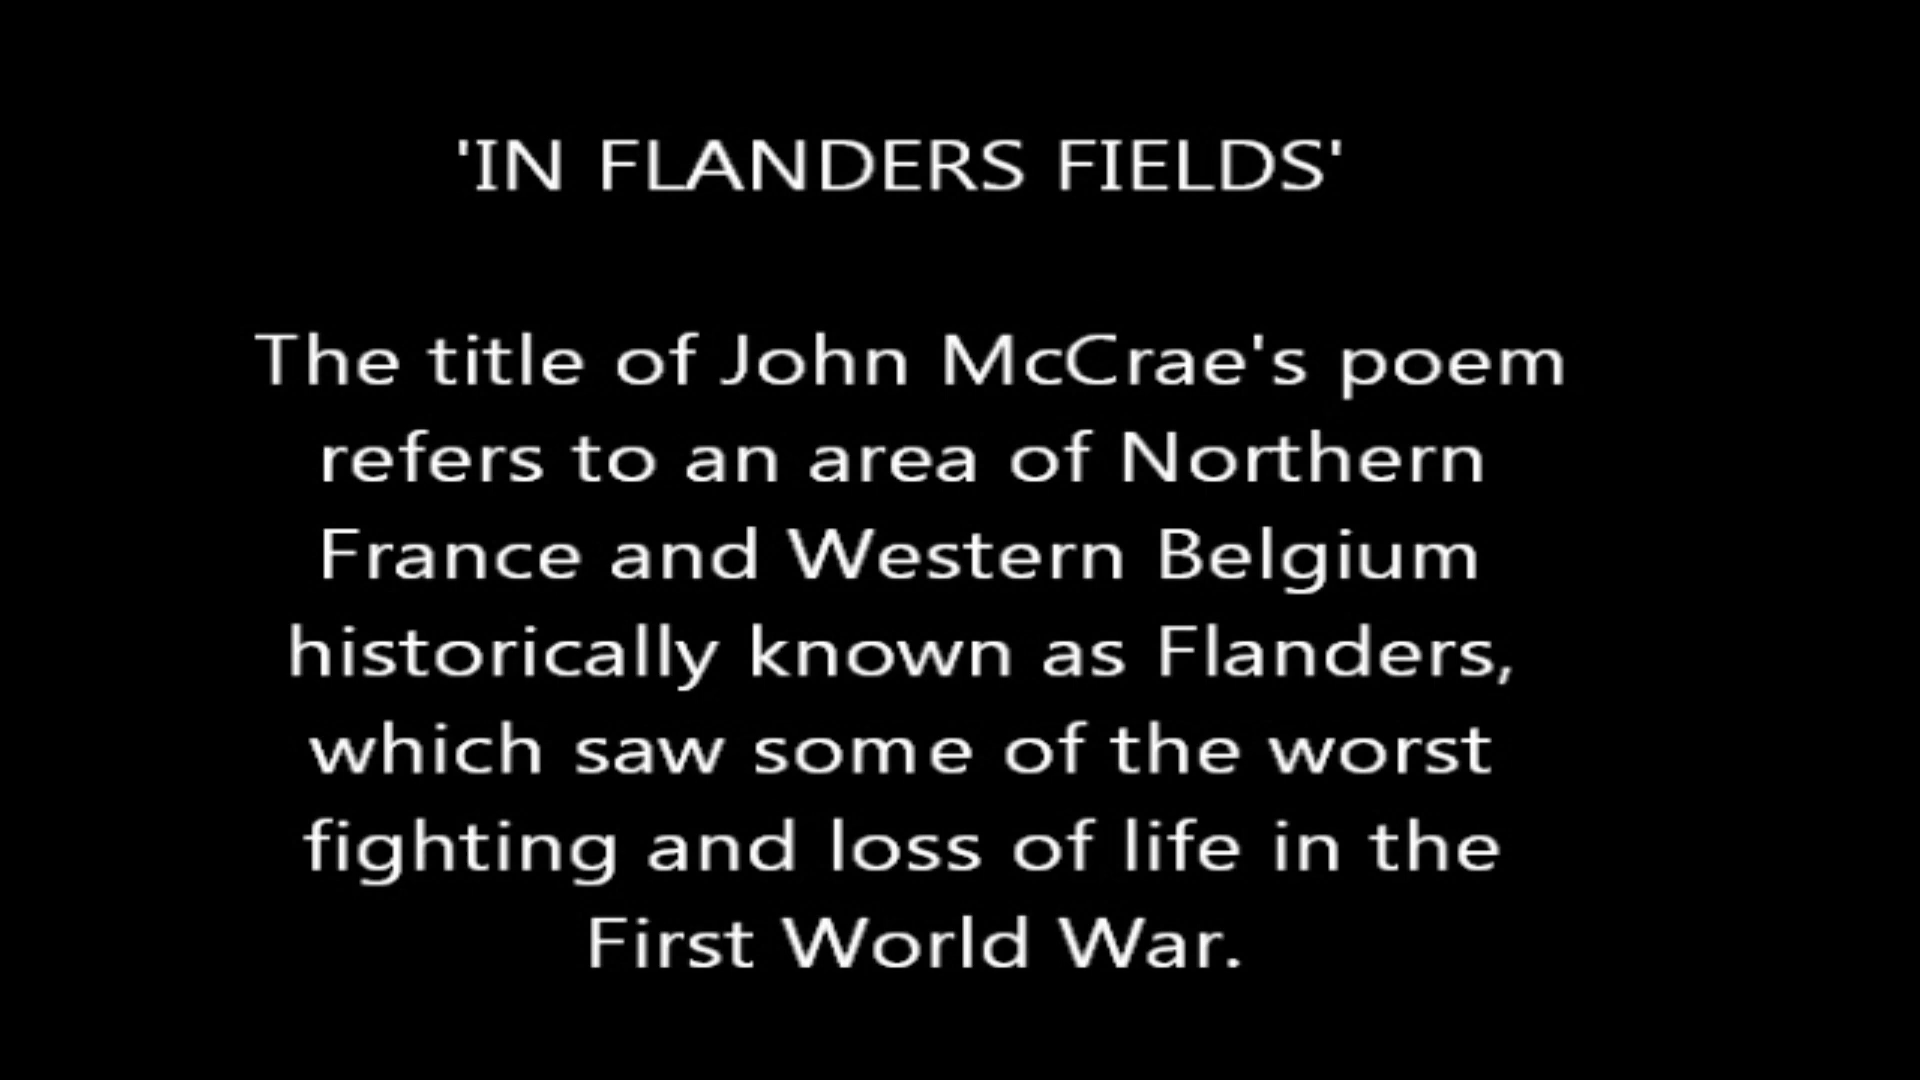 'IN FLANDERS FIELDS'
The title of John McCrae's poem
refers to an area of Northern
France and Western Belgium
historically known as Flanders,
which saw some of the worst
fighting and loss of life in the
First World War.